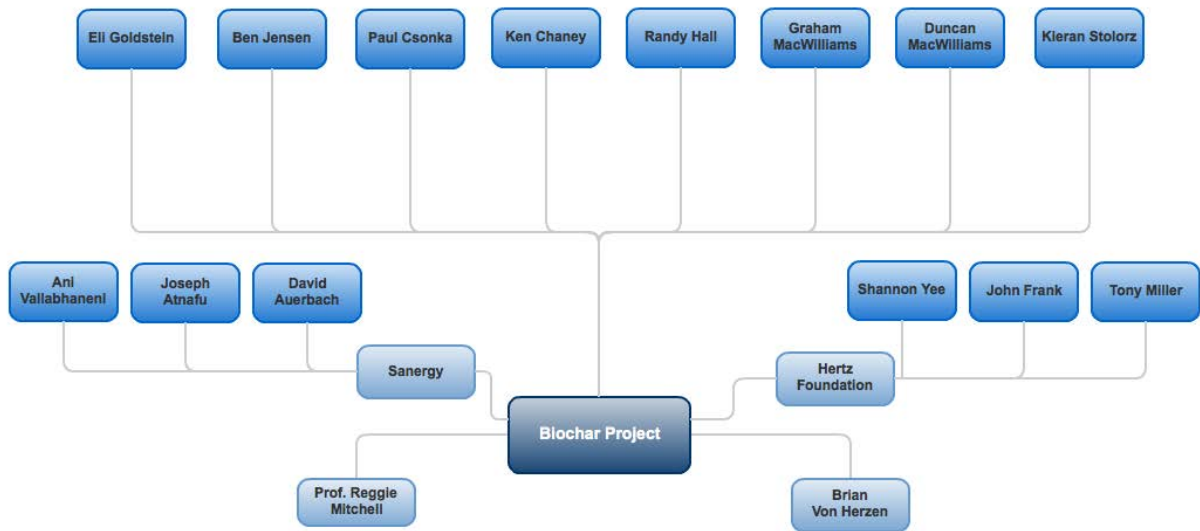 Eli Goldstein
Ben Jensen
Paul Csonka
Ken Chaney
Randy Hall
Graham
MacWilliams
Duncan
MacWilliams
Kieran Stolorz
Ani
Vallabhaneni
Joseph
Atnafu
David
Auerbach
Shannon Yee
John Frank
Tony Miller
Sanergy
Hertz
Foundation
Biochar Project
Prof. Reggie
Mitchell
Brian
Von Herzen